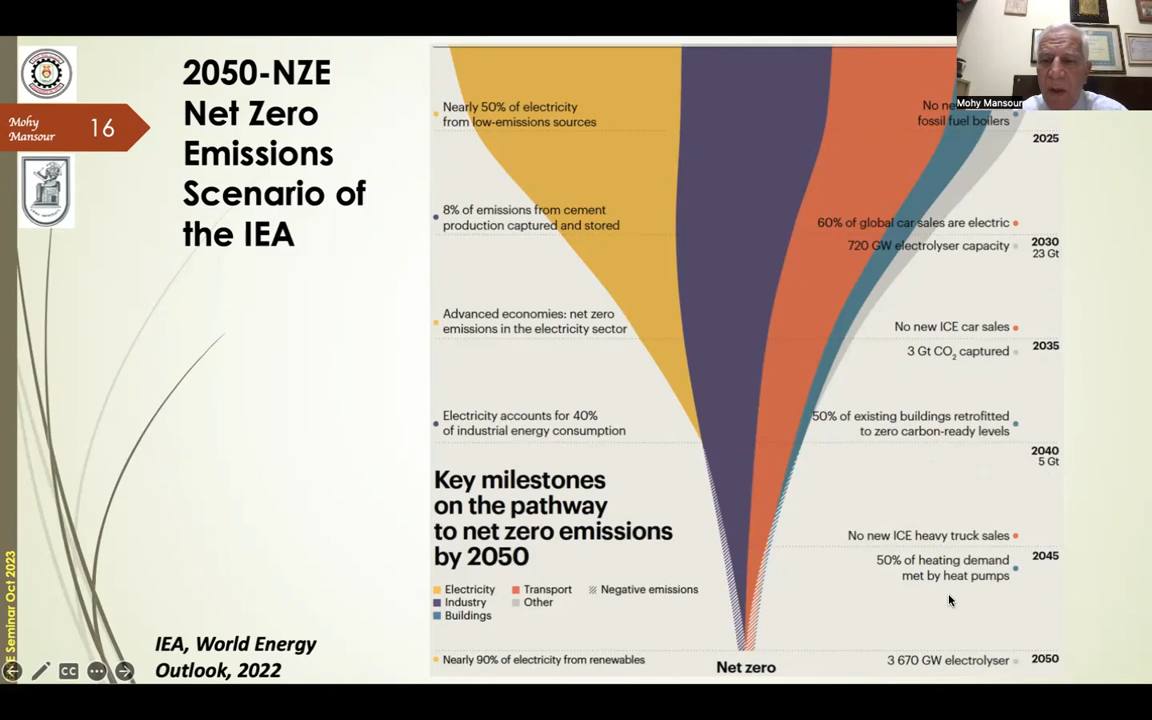 2050-NZE
Net Zero
Emissions
Scenario of
the IEA
Mohy
Mansour
16
Mohy Mansour
Nearly 50% of electricity
from low-emissions sources
No ne
fossil fuel boilers
2025
8% of emissions from cement
production captured and stored
60% of global car sales are electric
720 GW electrolyser capacity
2030
23 Gt
Advanced economies: net zero
emissions in the electricity sector
No new ICE car sales
3 Gt CO₂ captured
2035
Electricity accounts for 40%
of industrial energy consumption
50% of existing buildings retrofitted
to zero carbon-ready levels
2040
5 Gt
Key milestones
on the pathway
to net zero emissions
by 2050
Electricity
Transport
Negative emissions
Industry
Other
Buildings
No new ICE heavy truck sales
50% of heating demand
met by heat pumps
2045
Nearly 90% of electricity from renewables
Net zero
3 670 GW electrolyser
2050
IEA, World Energy
Outlook, 2022
E Seminar Oct 2023
CC